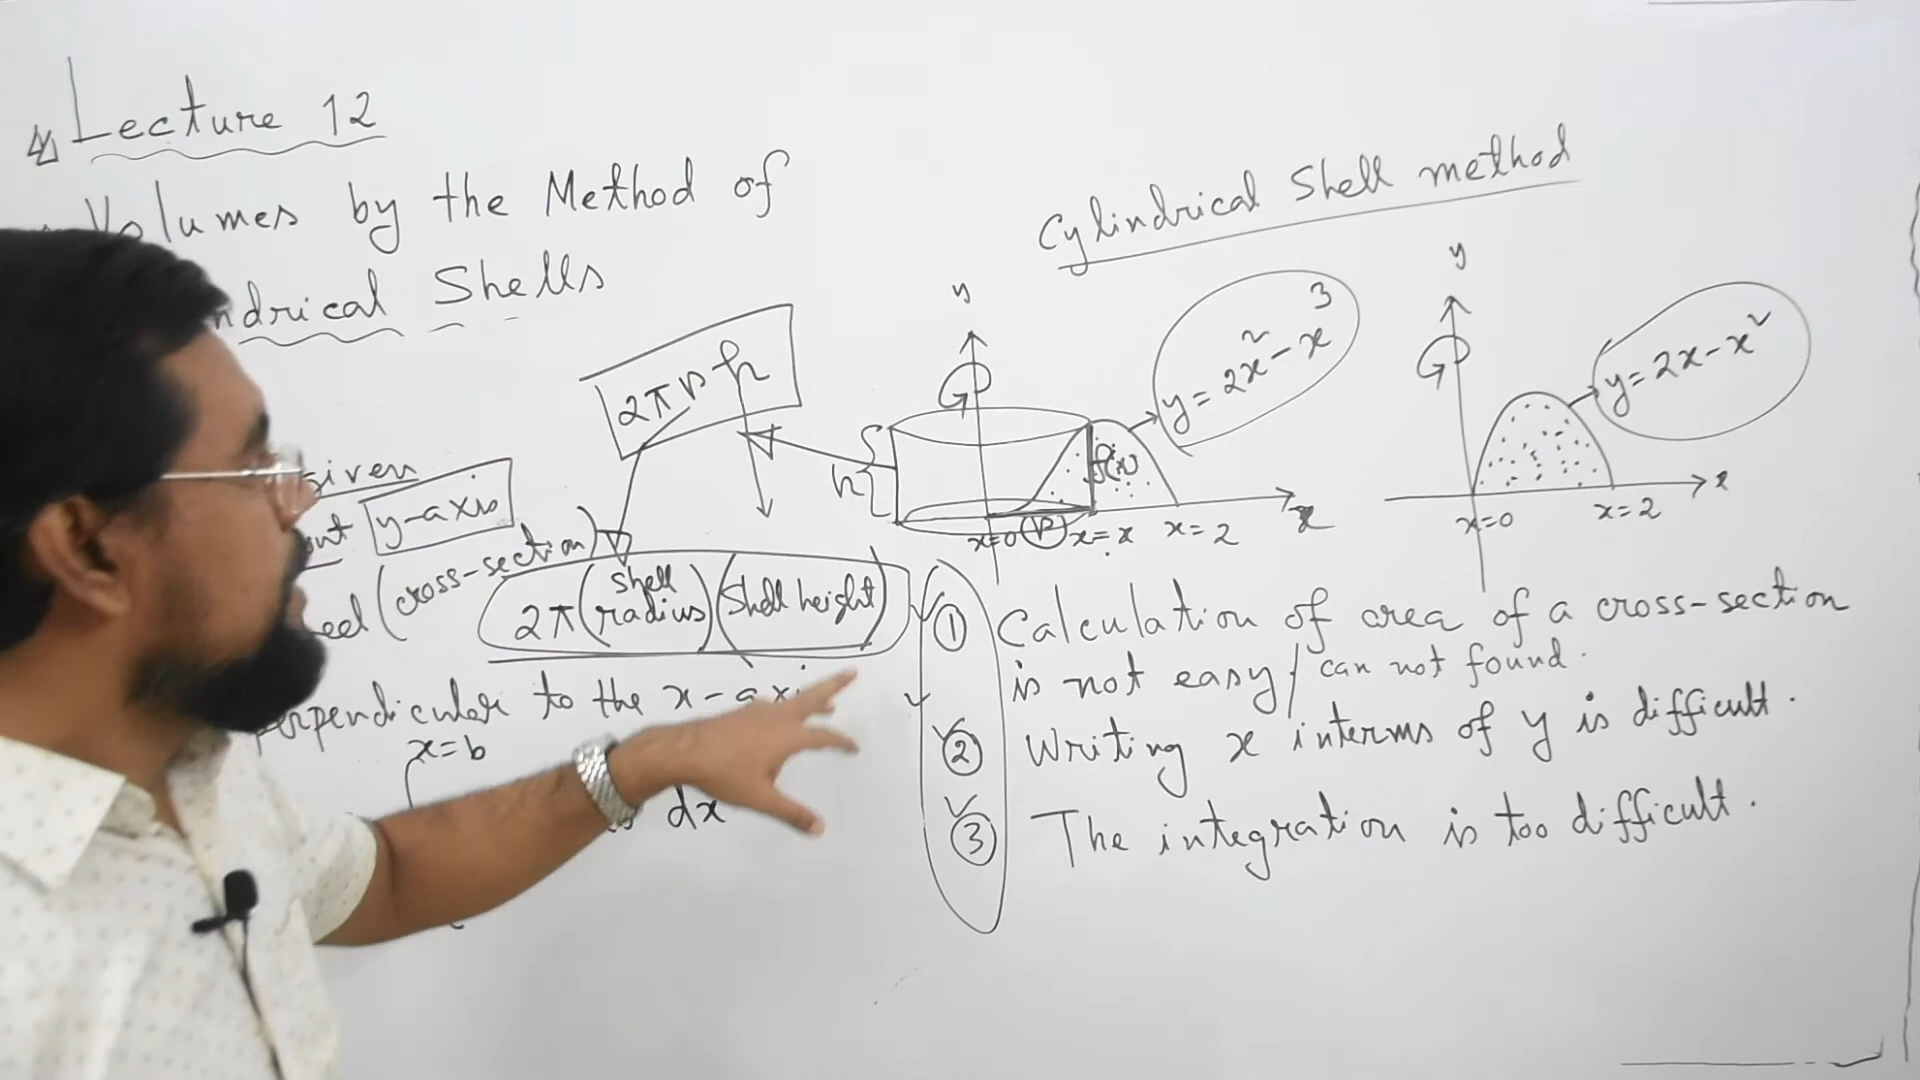 Lecture 12
Volumes by the Method of
ndrical Shells
Given
y-axis
(cross-section)
2π(shell radius)(shell height)
perpendicular to the x-axi
x=b
dx
2πrh
Cylindrical Shell method
y
y=2x²-x³
h
f(x)
x=0 r x=x x=2
x
y
y=2x-x²
x=0 x=2
x
① Calculation of area of a cross-section
is not easy/can not found.
② Writing x interms of y is difficult.
③ The integration is too difficult.